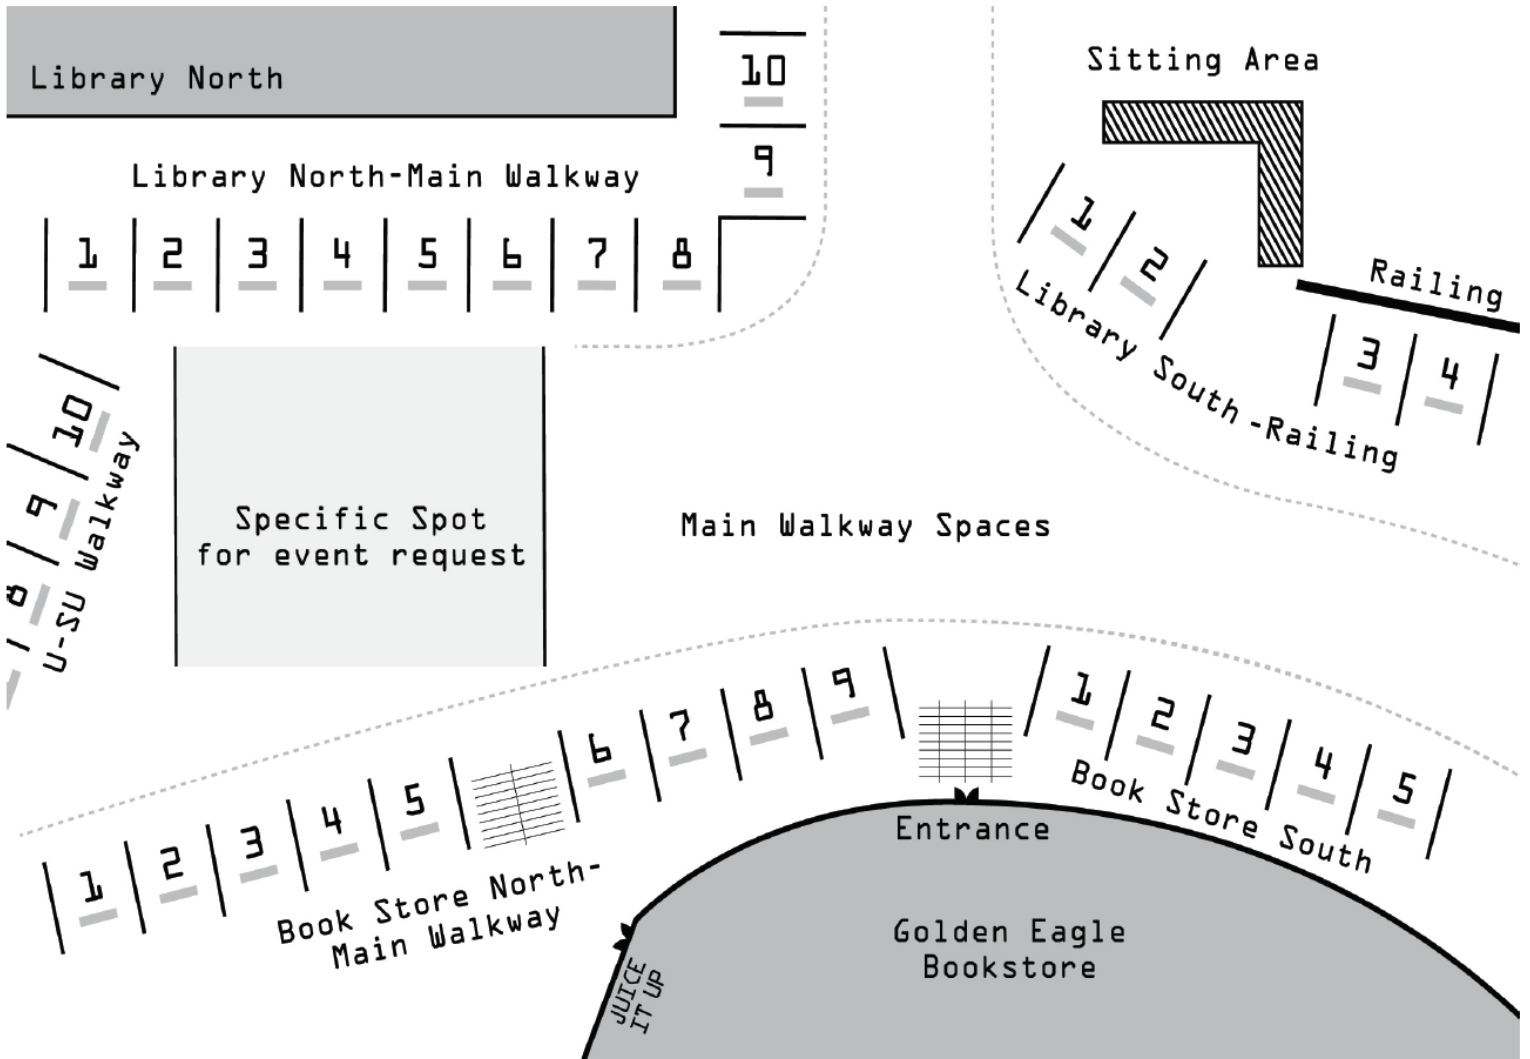 Library North
Library North-Main Walkway
1 2 3 4 5 6 7 8
9
10
Sitting Area
Railing
1 2
3 4
Library South-Railing
10
9
8
U-SU Walkway
Specific Spot
for event request
Main Walkway Spaces
1 2 3 4 5 6 7 8 9
Book Store North-
Main Walkway
1 2 3 4 5
Book Store South
Entrance
Golden Eagle
Bookstore
JUICE
IT UP